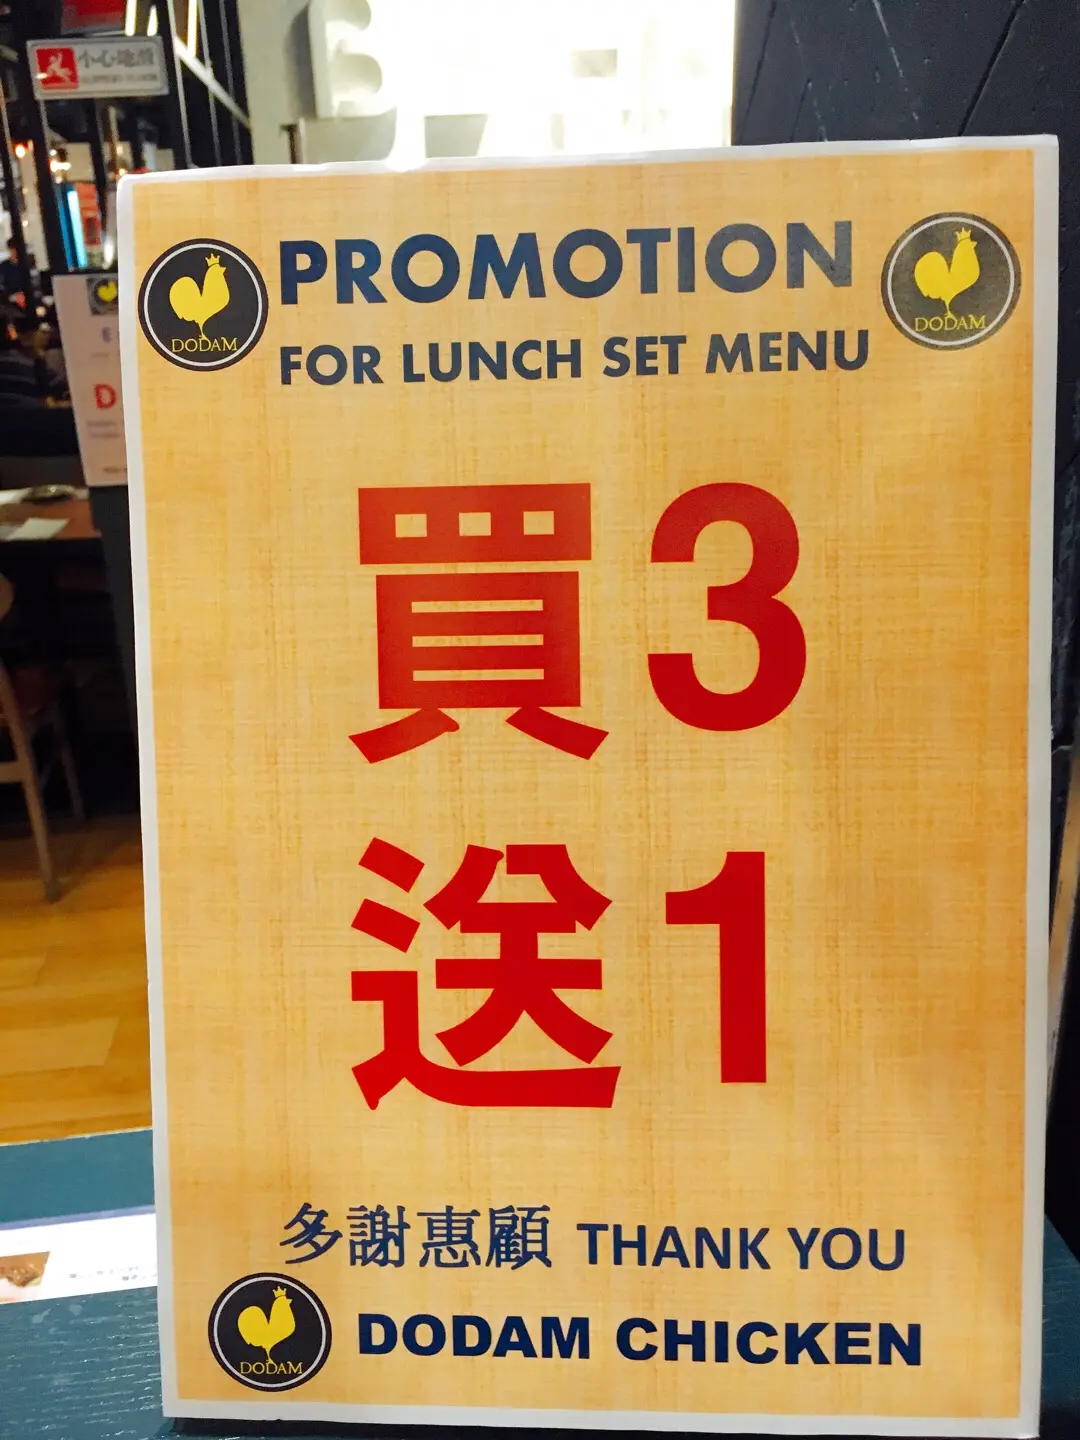 小心地滑
PROMOTION
DODAM
DODAM
FOR LUNCH SET MENU
買3
送1
多謝惠顧 THANK YOU
DODAM
DODAM CHICKEN